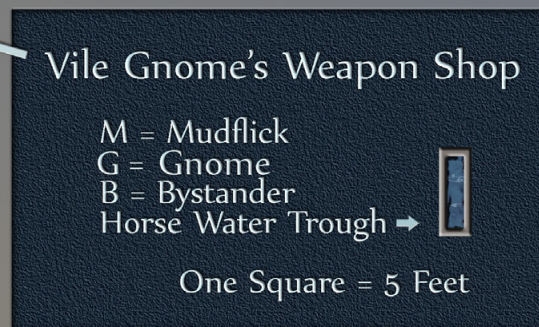 Vile Gnome's Weapon Shop
M = Mudflick
G = Gnome
B = Bystander
Horse Water Trough ➡
One Square = 5 Feet